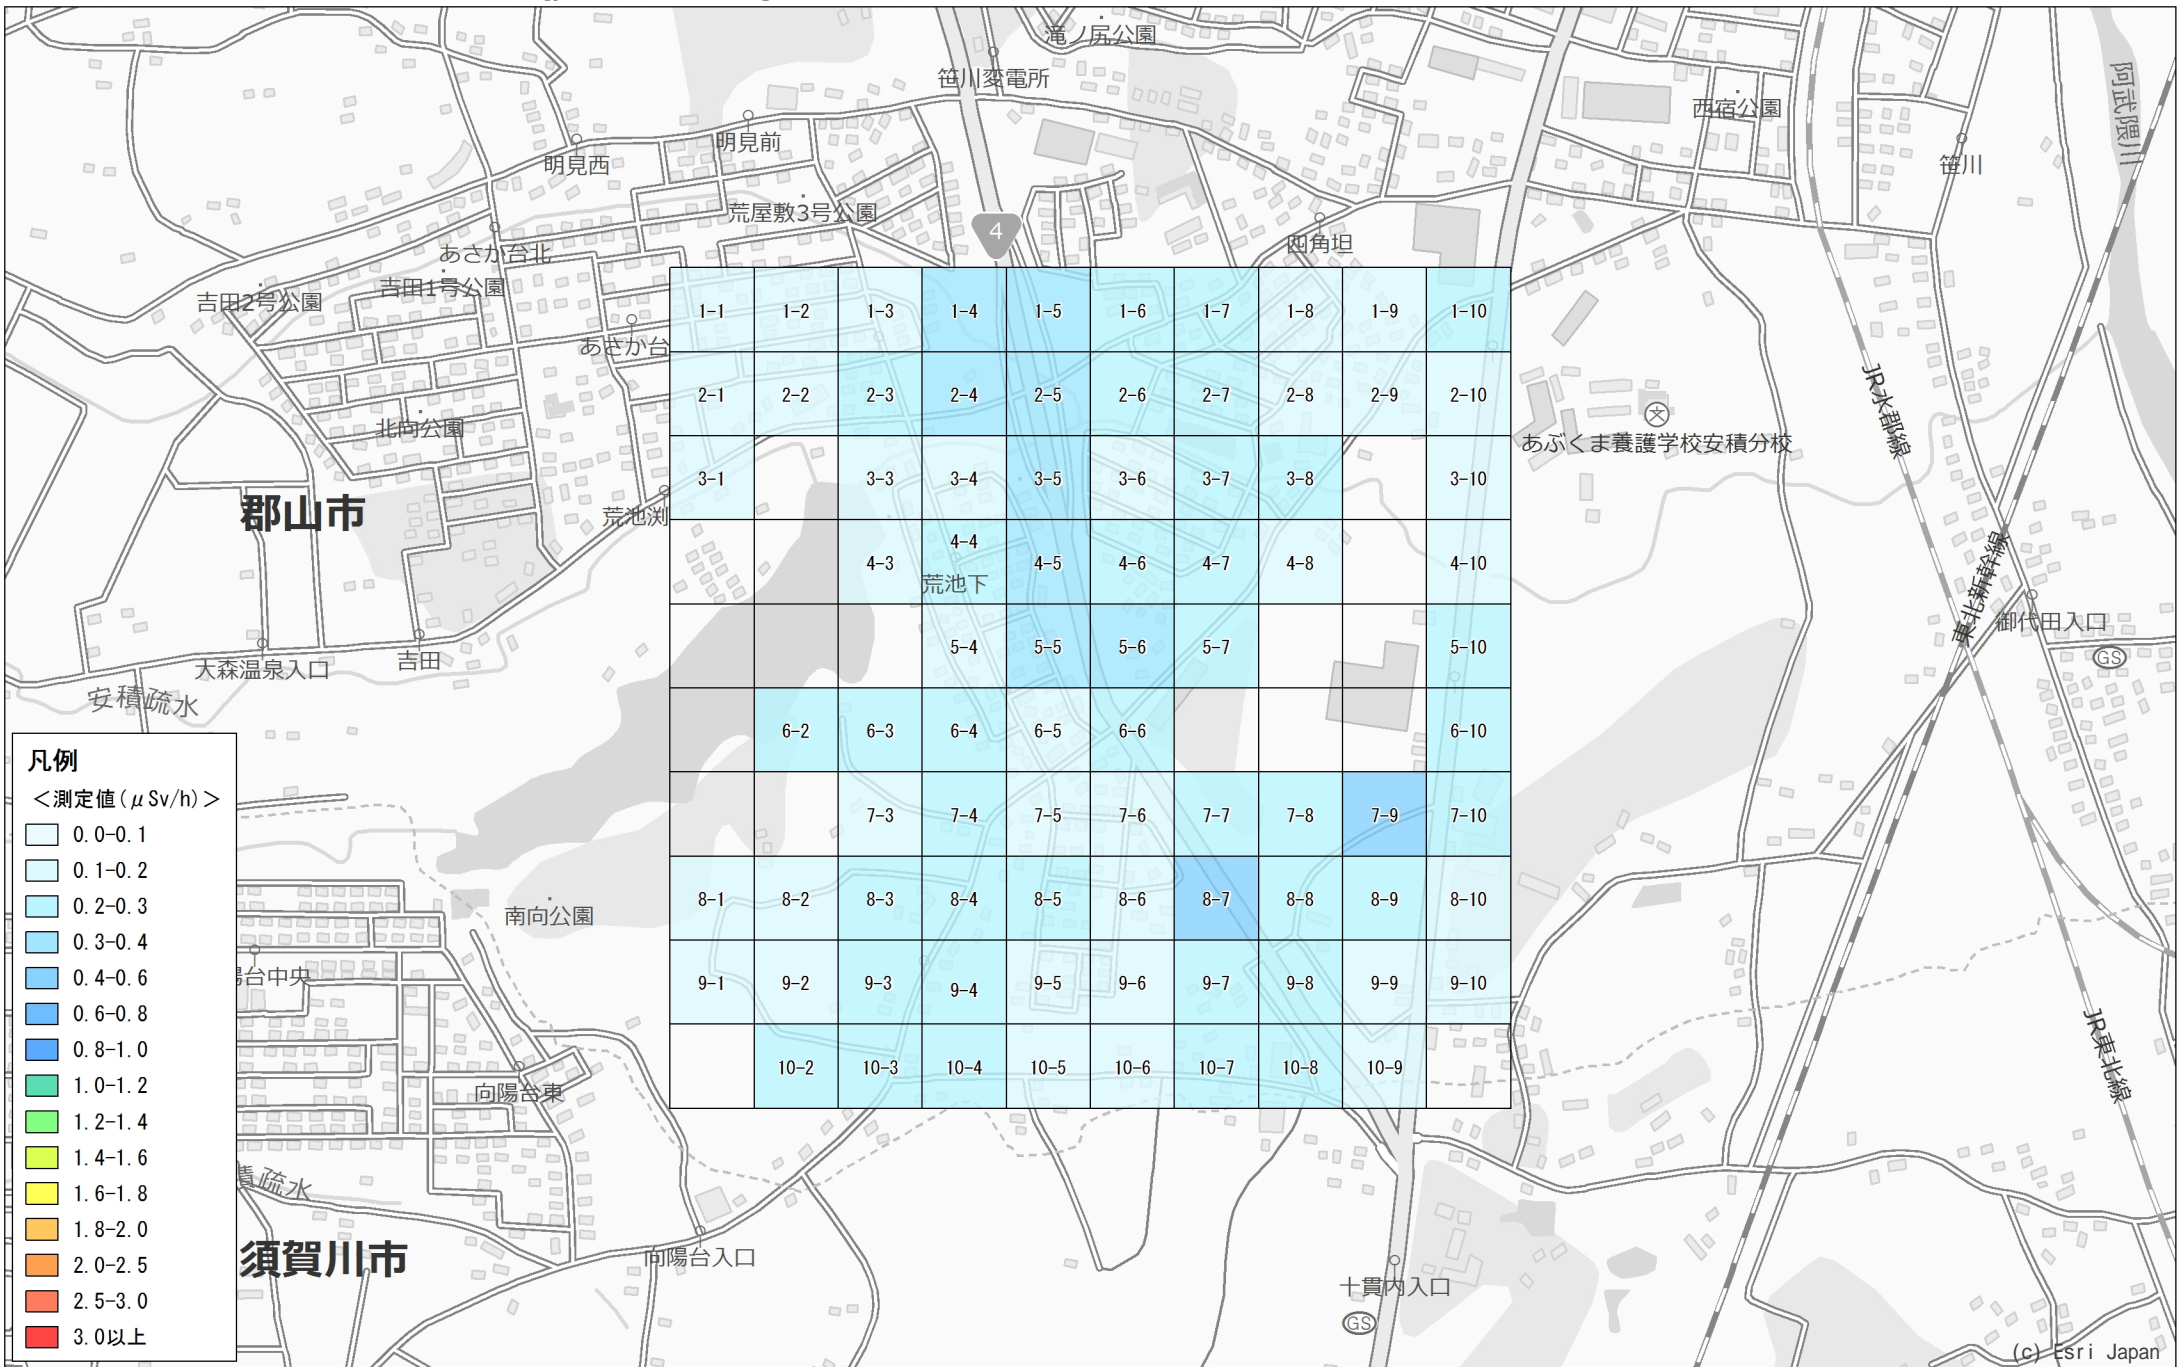 滝ノ尻公園
笹川変電所
西宿公園
阿武隈川
明見前
明見西
笹川
荒屋敷3号公園
4
四角坦
あさか台北
吉田1号公園
吉田2号公園
あさか台
1-1 1-2 1-3 1-4 1-5 1-6 1-7 1-8 1-9 1-10
2-1 2-2 2-3 2-4 2-5 2-6 2-7 2-8 2-9 2-10
JR水郡線
北向公園
文
あぶくま養護学校安積分校
3-1 3-3 3-4 3-5 3-6 3-7 3-8 3-10
郡山市
荒池渕
4-3 4-4 4-5 4-6 4-7 4-8 4-10
荒池下
東北新幹線
御代田入口
GS
5-4 5-5 5-6 5-7 5-10
吉田
大森温泉入口
安積疏水
6-2 6-3 6-4 6-5 6-6 6-10
7-3 7-4 7-5 7-6 7-7 7-8 7-9 7-10
8-1 8-2 8-3 8-4 8-5 8-6 8-7 8-8 8-9 8-10
南向公園
9-1 9-2 9-3 9-4 9-5 9-6 9-7 9-8 9-9 9-10
陽台中央
10-2 10-3 10-4 10-5 10-6 10-7 10-8 10-9
JR東北線
向陽台東
積疏水
須賀川市
向陽台入口
十貫内入口
GS
凡例
＜測定値(μSv/h)＞
0.0-0.1
0.1-0.2
0.2-0.3
0.3-0.4
0.4-0.6
0.6-0.8
0.8-1.0
1.0-1.2
1.2-1.4
1.4-1.6
1.6-1.8
1.8-2.0
2.0-2.5
2.5-3.0
3.0以上
(c) Esri Japan